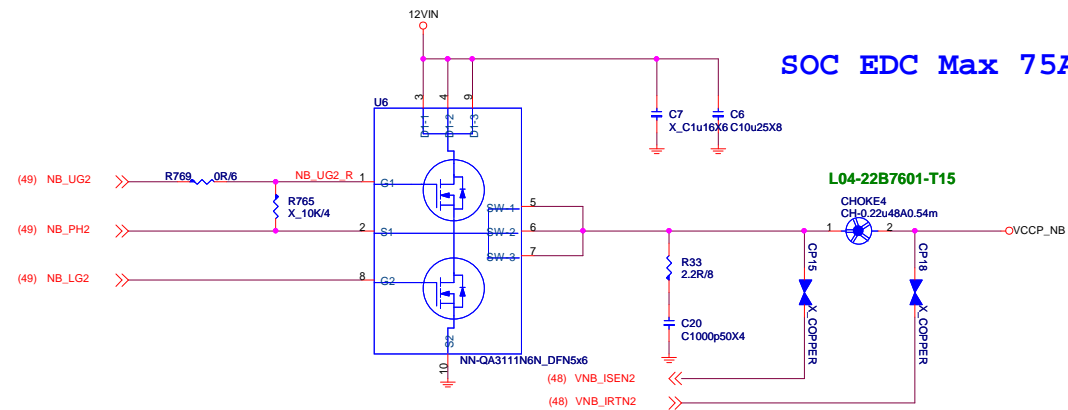 12VIN
SOC EDC Max 75A
U6
3
4
9
D1-1
D1-2
D1-3
C7
X_C1u16X6
C6
C10u25X8
(49) NB_UG2
R769
0R/6
NB_UG2_R
1
G1
R765
X_10K/4
(49) NB_PH2
2
S1
SW-1
5
SW-2
6
SW-3
7
(49) NB_LG2
8
G2
S2
10
NN-QA3111N6N_DFN5x6
L04-22B7601-T15
CHOKE4
CH-0.22u48A0.54m
1
2
VCCP_NB
R33
2.2R/8
C20
C1000p50X4
CP15
X_COPPER
CP18
X_COPPER
(48) VNB_ISEN2
(48) VNB_IRTN2